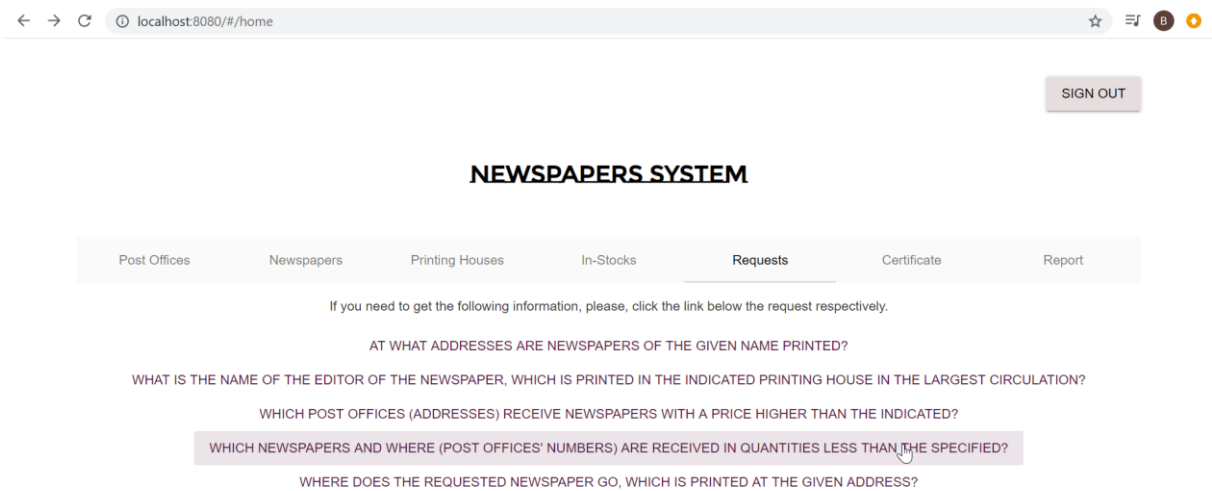 localhost:8080/#/home
B
SIGN OUT
NEWSPAPERS SYSTEM
Post Offices Newspapers Printing Houses In-Stocks Requests Certificate Report
If you need to get the following information, please, click the link below the request respectively.
AT WHAT ADDRESSES ARE NEWSPAPERS OF THE GIVEN NAME PRINTED?
WHAT IS THE NAME OF THE EDITOR OF THE NEWSPAPER, WHICH IS PRINTED IN THE INDICATED PRINTING HOUSE IN THE LARGEST CIRCULATION?
WHICH POST OFFICES (ADDRESSES) RECEIVE NEWSPAPERS WITH A PRICE HIGHER THAN THE INDICATED?
WHICH NEWSPAPERS AND WHERE (POST OFFICES' NUMBERS) ARE RECEIVED IN QUANTITIES LESS THAN THE SPECIFIED?
WHERE DOES THE REQUESTED NEWSPAPER GO, WHICH IS PRINTED AT THE GIVEN ADDRESS?